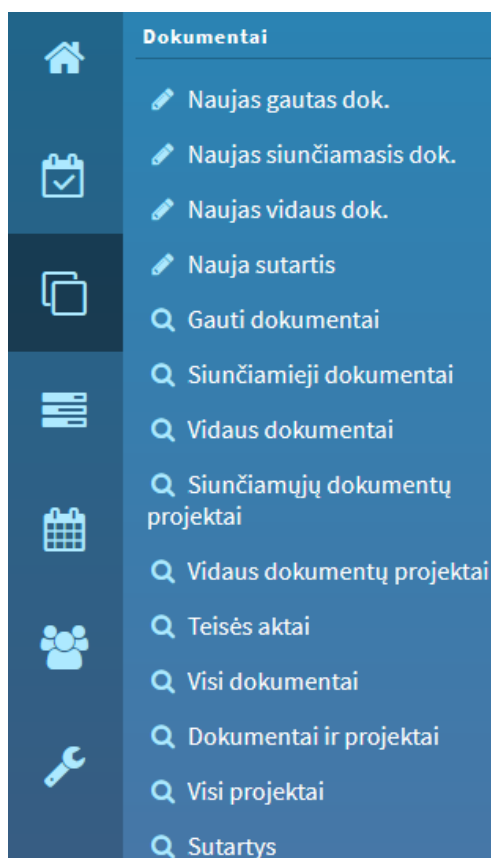 Dokumentai
Naujas gautas dok.
Naujas siunčiamasis dok.
Naujas vidaus dok.
Nauja sutartis
Gauti dokumentai
Siunčiamieji dokumentai
Vidaus dokumentai
Siunčiamųjų dokumentų
projektai
Vidaus dokumentų projektai
Teisės aktai
Visi dokumentai
Dokumentai ir projektai
Visi projektai
Sutartys